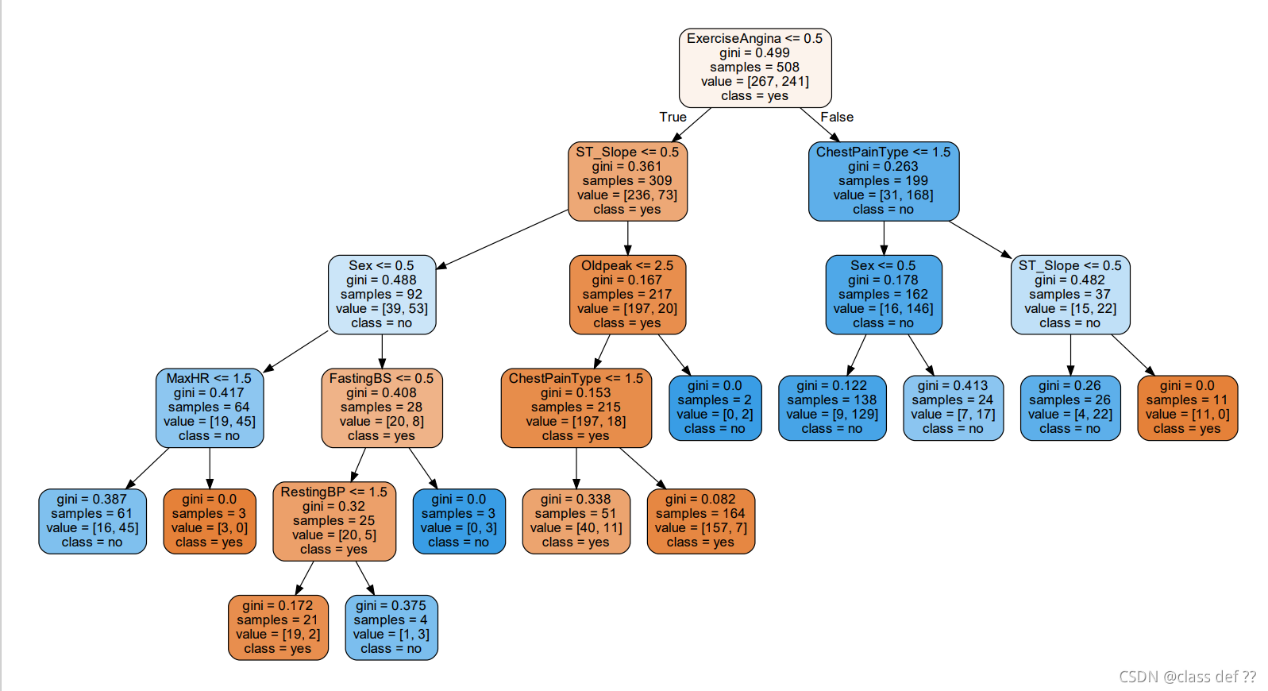 ExerciseAngina <= 0.5
gini = 0.499
samples = 508
value = [267, 241]
class = yes
True
False
ST_Slope <= 0.5
gini = 0.361
samples = 309
value = [236, 73]
class = yes
ChestPainType <= 1.5
gini = 0.263
samples = 199
value = [31, 168]
class = no
Sex <= 0.5
gini = 0.488
samples = 92
value = [39, 53]
class = no
Oldpeak <= 2.5
gini = 0.167
samples = 217
value = [197, 20]
class = yes
Sex <= 0.5
gini = 0.178
samples = 162
value = [16, 146]
class = no
ST_Slope <= 0.5
gini = 0.482
samples = 37
value = [15, 22]
class = no
MaxHR <= 1.5
gini = 0.417
samples = 64
value = [19, 45]
class = no
FastingBS <= 0.5
gini = 0.408
samples = 28
value = [20, 8]
class = yes
ChestPainType <= 1.5
gini = 0.153
samples = 215
value = [197, 18]
class = yes
gini = 0.0
samples = 2
value = [0, 2]
class = no
gini = 0.122
samples = 138
value = [9, 129]
class = no
gini = 0.413
samples = 24
value = [7, 17]
class = no
gini = 0.26
samples = 26
value = [4, 22]
class = no
gini = 0.0
samples = 11
value = [11, 0]
class = yes
gini = 0.387
samples = 61
value = [16, 45]
class = no
gini = 0.0
samples = 3
value = [3, 0]
class = yes
RestingBP <= 1.5
gini = 0.32
samples = 25
value = [20, 5]
class = yes
gini = 0.0
samples = 3
value = [0, 3]
class = no
gini = 0.338
samples = 51
value = [40, 11]
class = yes
gini = 0.082
samples = 164
value = [157, 7]
class = yes
gini = 0.172
samples = 21
value = [19, 2]
class = yes
gini = 0.375
samples = 4
value = [1, 3]
class = no
CSDN @class def ??